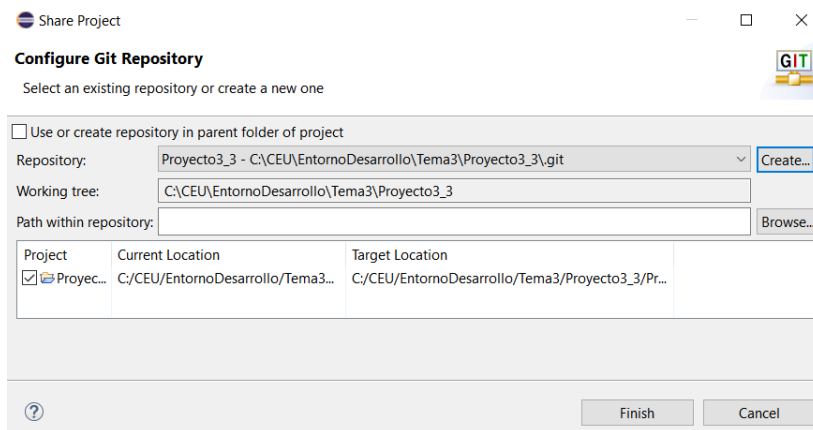 Share Project
Configure Git Repository
GIT
Select an existing repository or create a new one
Use or create repository in parent folder of project
Repository: Proyecto3_3 - C:\CEU\EntornoDesarrollo\Tema3\Proyecto3_3\.git Create...
Working tree: C:\CEU\EntornoDesarrollo\Tema3\Proyecto3_3
Path within repository: Browse...
Project Current Location Target Location
Proyec... C:/CEU/EntornoDesarrollo/Tema3... C:/CEU/EntornoDesarrollo/Tema3/Proyecto3_3/Pr...
? Finish Cancel